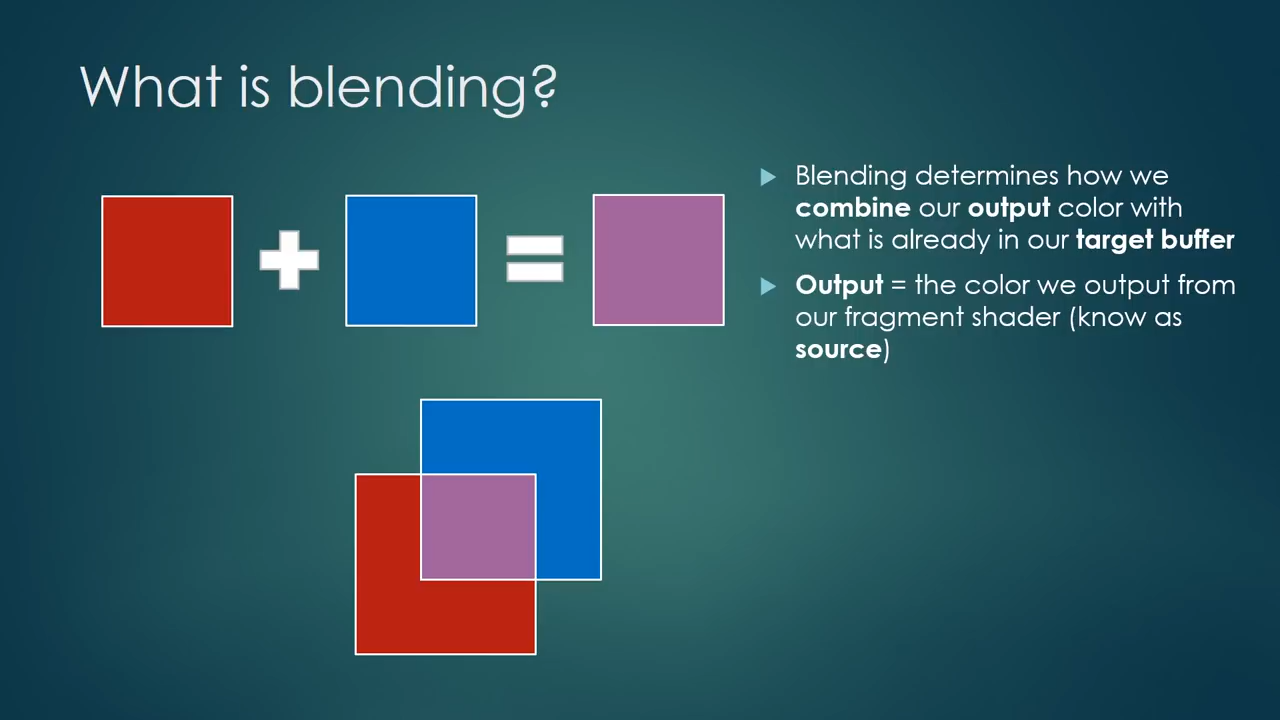 What is blending?
Blending determines how we
combine our output color with
what is already in our target buffer
Output = the color we output from
our fragment shader (know as
source)